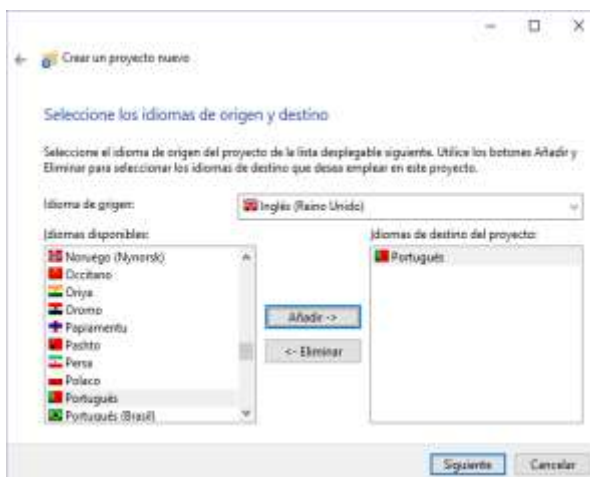 Crear un proyecto nuevo
Seleccione los idiomas de origen y destino
Seleccione el idioma de origen del proyecto de la lista desplegable siguiente. Utilice los botones Añadir y
Eliminar para seleccionar los idiomas de destino que desea emplear en este proyecto.
Idioma de origen:
Inglés (Reino Unido)
Idiomas disponibles:
Noruego (Nynorsk)
Occitano
Oriya
Oromo
Papiamentu
Pashto
Persa
Polaco
Portugués
Portugués (Brasil)
Añadir ->
<- Eliminar
Idiomas de destino del proyecto:
Portugués
Siguiente
Cancelar